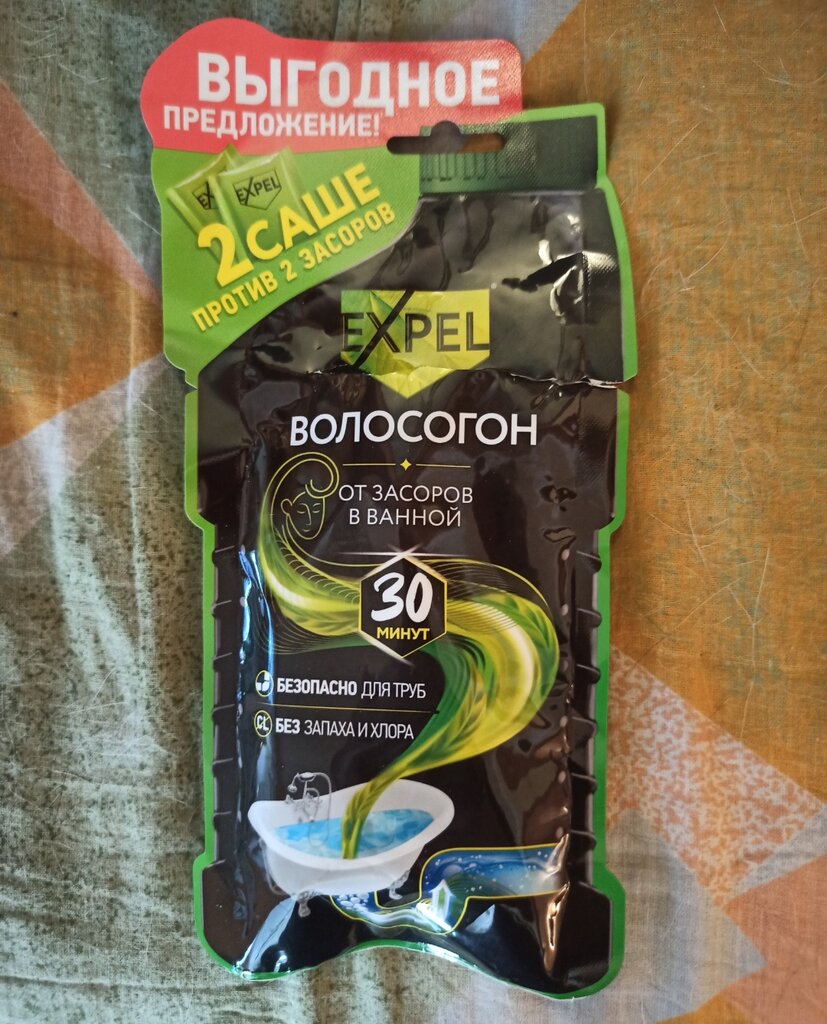 ВЫГОДНОЕ
ПРЕДЛОЖЕНИЕ!
EX
EXPEL
2 САШЕ
ПРОТИВ 2 ЗАСОРОВ
EXPEL
ВОЛОСОГОН
ОТ ЗАСОРОВ
В ВАННОЙ
30
МИНУТ
БЕЗОПАСНО ДЛЯ ТРУБ
CL БЕЗ ЗАПАХА И ХЛОРА